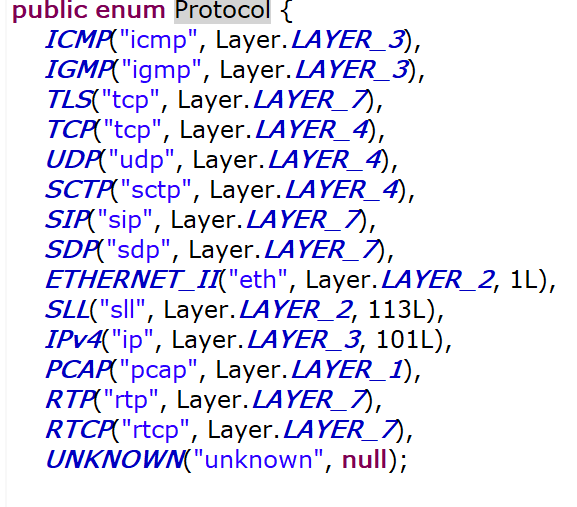 public enum Protocol {
ICMP("icmp", Layer.LAYER_3),
IGMP("igmp", Layer.LAYER_3),
TLS("tcp", Layer.LAYER_7),
TCP("tcp", Layer.LAYER_4),
UDP("udp", Layer.LAYER_4),
SCTP("sctp", Layer.LAYER_4),
SIP("sip", Layer.LAYER_7),
SDP("sdp", Layer.LAYER_7),
ETHERNET_II("eth", Layer.LAYER_2, 1L),
SLL("sll", Layer.LAYER_2, 113L),
IPv4("ip", Layer.LAYER_3, 101L),
PCAP("pcap", Layer.LAYER_1),
RTP("rtp", Layer.LAYER_7),
RTCP("rtcp", Layer.LAYER_7),
UNKNOWN("unknown", null);